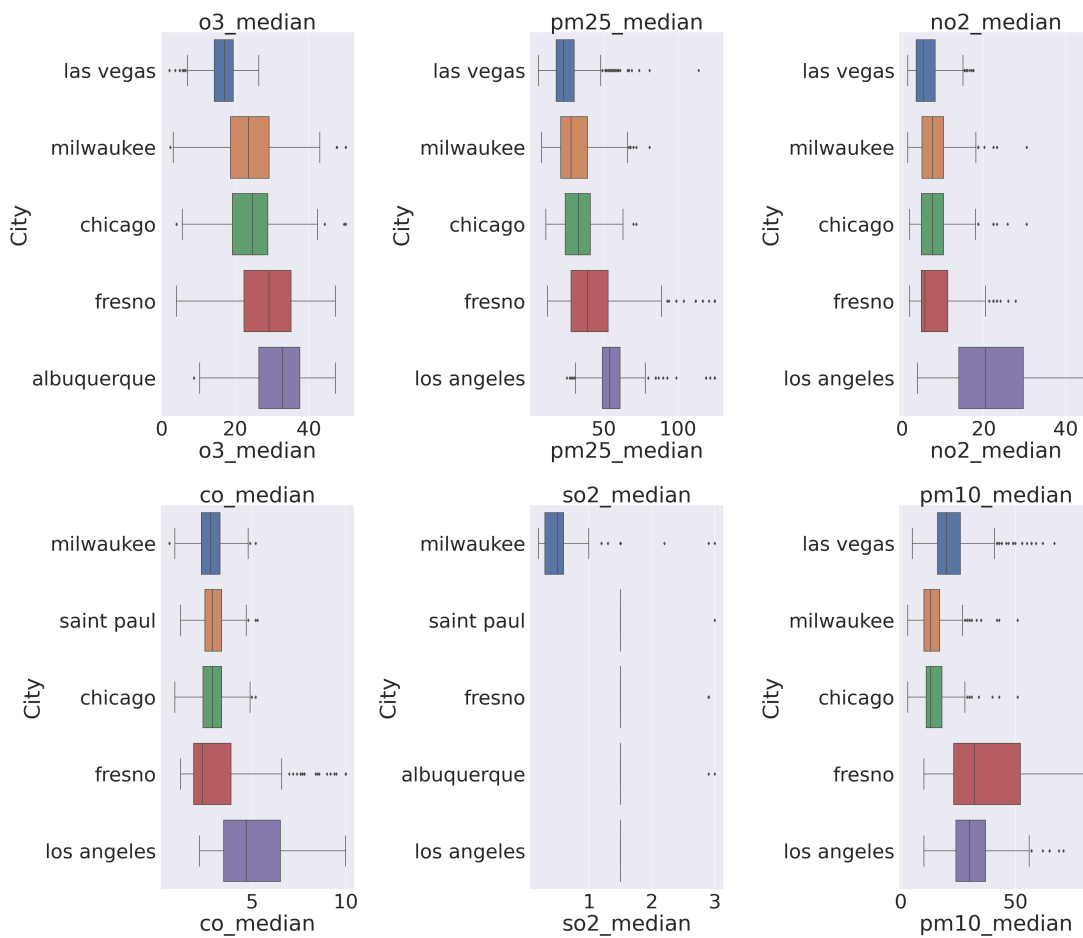 o3_median
City
las vegas
milwaukee
chicago
fresno
albuquerque
0 20 40
o3_median
pm25_median
City
las vegas
milwaukee
chicago
fresno
los angeles
50 100
pm25_median
no2_median
City
las vegas
milwaukee
chicago
fresno
los angeles
0 20 40
no2_median
co_median
City
milwaukee
saint paul
chicago
fresno
los angeles
5 10
co_median
so2_median
City
milwaukee
saint paul
fresno
albuquerque
los angeles
1 2 3
so2_median
pm10_median
City
las vegas
milwaukee
chicago
fresno
los angeles
0 50
pm10_median